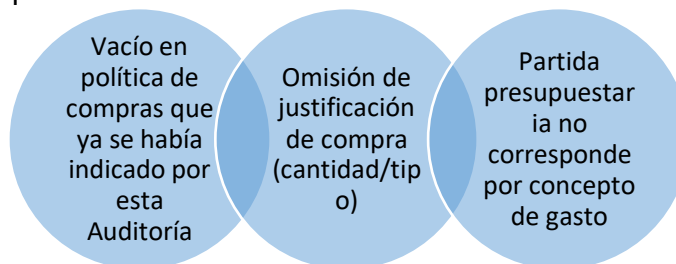 Vacío en
política de
compras que
ya se había
indicado por
esta
Auditoría
Omisión de
justificación
de compra
(cantidad/tip
o)
Partida
presupuestar
ia no
corresponde
por concepto
de gasto